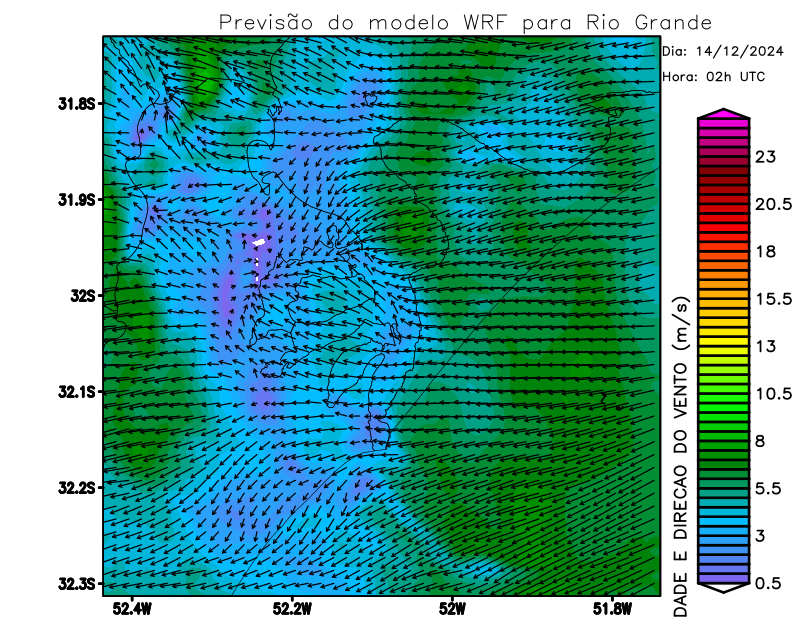 Previsão do modelo WRF para Rio Grande
Dia: 14/12/2024
Hora: 02h UTC
31.8S
31.9S
32S
32.1S
32.2S
32.3S
52.4W
52.2W
52W
51.8W
23
20.5
18
15.5
13
10.5
8
5.5
3
0.5
DADE E DIRECAO DO VENTO (m/s)